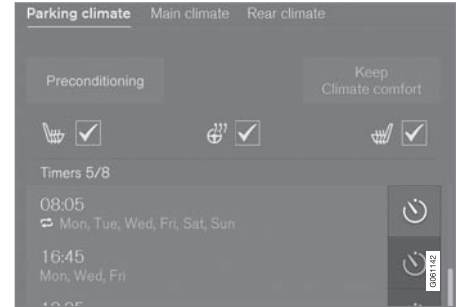 Parking climate Main climate Rear climate
Preconditioning
Keep
Climate comfort
Timers 5/8
08:05
Mon, Tue, Wed, Fri, Sat, Sun
16:45
Mon, Wed, Fri
G061142